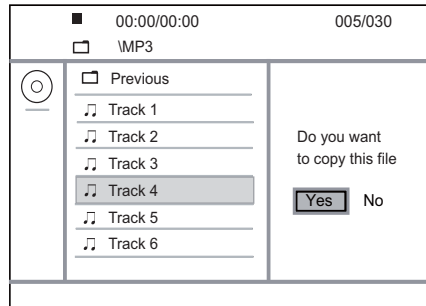 00:00/00:00 005/030
\MP3
Previous
Track 1
Track 2
Track 3
Track 4
Track 5
Track 6
Do you want
to copy this file
Yes No